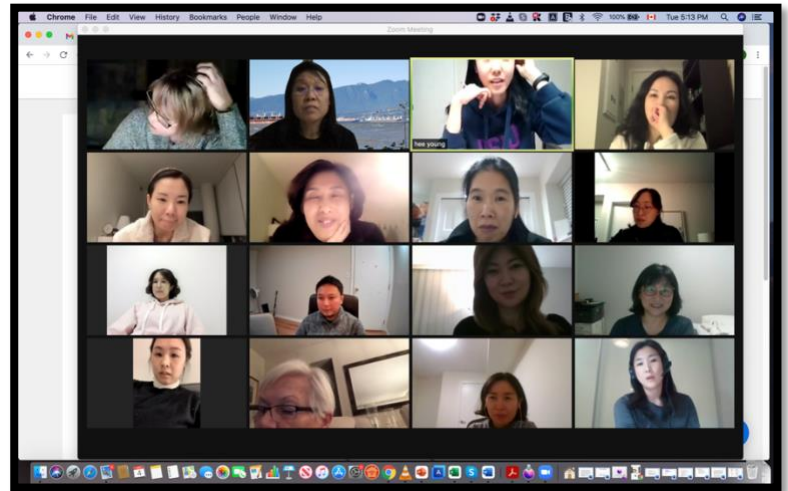 Chrome File Edit View History Bookmarks People Window Help 100% Tue 5:13 PM
Zoom Meeting
hee young